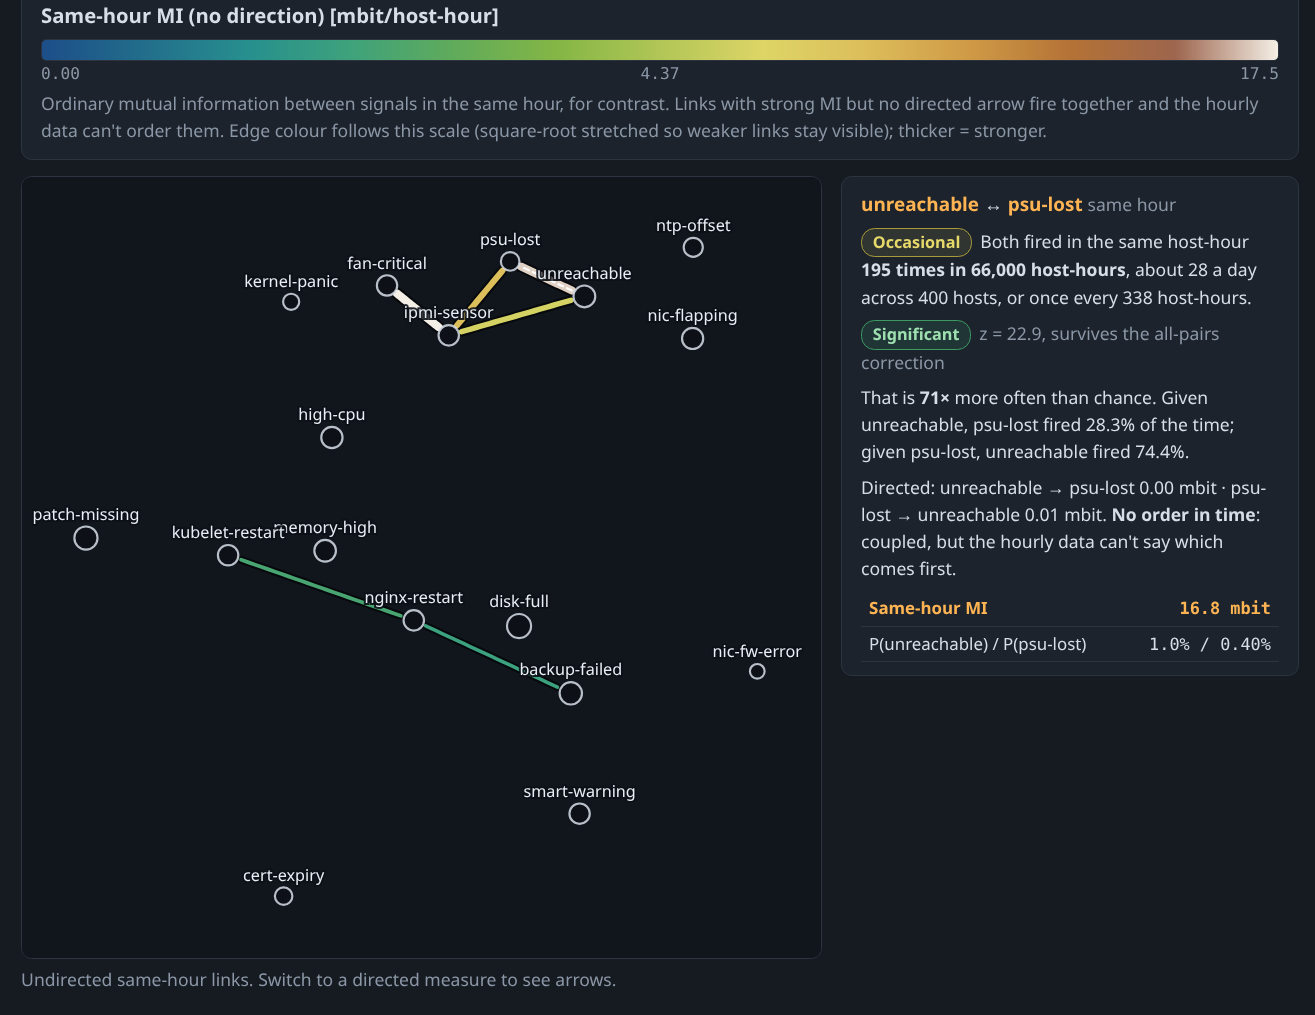 Same-hour MI (no direction) [mbit/host-hour]
0.00 4.37 17.5
Ordinary mutual information between signals in the same hour, for contrast. Links with strong MI but no directed arrow fire together and the hourly
data can't order them. Edge colour follows this scale (square-root stretched so weaker links stay visible); thicker = stronger.
ntp-offset
psu-lost
fan-critical
unreachable
kernel-panic
ipmi-sensor
nic-flapping
high-cpu
patch-missing
kubelet-restart
memory-high
nginx-restart
disk-full
nic-fw-error
backup-failed
smart-warning
cert-expiry
Undirected same-hour links. Switch to a directed measure to see arrows.
unreachable ↔ psu-lost same hour
Occasional Both fired in the same host-hour
195 times in 66,000 host-hours, about 28 a day
across 400 hosts, or once every 338 host-hours.
Significant z = 22.9, survives the all-pairs
correction
That is 71× more often than chance. Given
unreachable, psu-lost fired 28.3% of the time;
given psu-lost, unreachable fired 74.4%.
Directed: unreachable → psu-lost 0.00 mbit · psu-
lost → unreachable 0.01 mbit. No order in time:
coupled, but the hourly data can't say which
comes first.
Same-hour MI 16.8 mbit
P(unreachable) / P(psu-lost) 1.0% / 0.40%